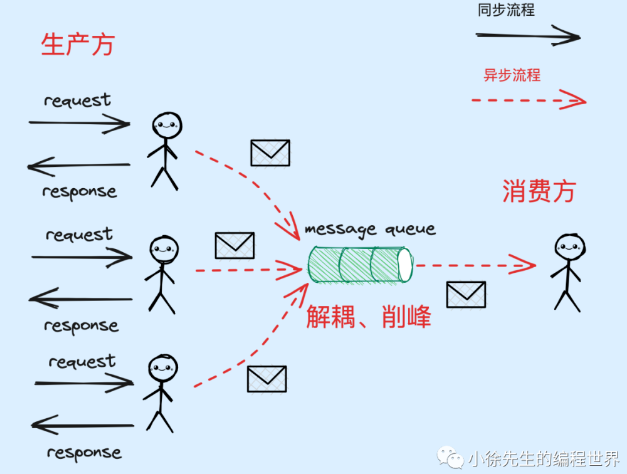 同步流程
生产方
异步流程
request
response
消费方
request
message queue
response
解耦、削峰
request
response
小徐先生的编程世界